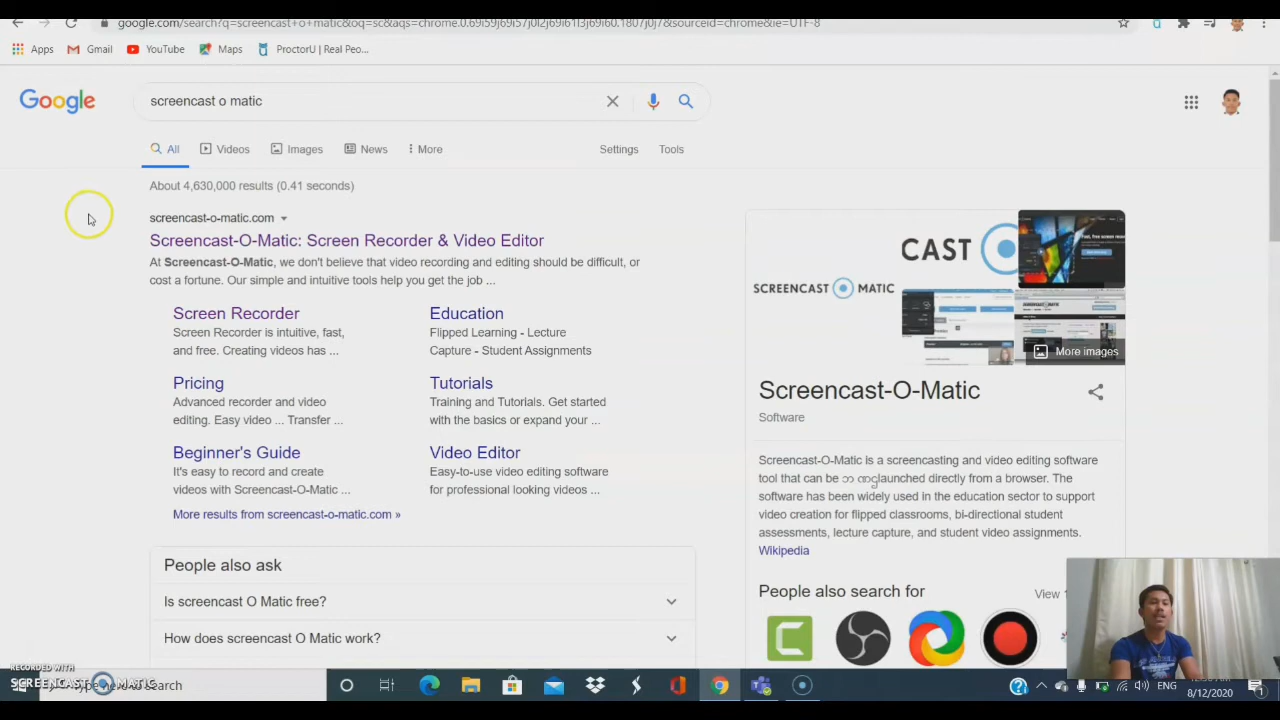 google.com/search?q=screencast+o+matic&oq=sc&aqs=chrome.0.69i59j69i57j0l2j69i61l3j69i60.1807j0j7&sourceid=chrome&ie=UTF-8
Apps Gmail YouTube Maps ProctorU | Real Peo...
Google
screencast o matic
All Videos Images News More Settings Tools
About 4,630,000 results (0.41 seconds)
screencast-o-matic.com
Screencast-O-Matic: Screen Recorder & Video Editor
At Screencast-O-Matic, we don't believe that video recording and editing should be difficult, or
cost a fortune. Our simple and intuitive tools help you get the job ...
Screen Recorder
Screen Recorder is intuitive, fast,
and free. Creating videos has ...
Education
Flipped Learning - Lecture
Capture - Student Assignments
Pricing
Advanced recorder and video
editing. Easy video ... Transfer ...
Tutorials
Training and Tutorials. Get started
with the basics or expand your ...
Beginner's Guide
It's easy to record and create
videos with Screencast-O-Matic ...
Video Editor
Easy-to-use video editing software
for professional looking videos ...
More results from screencast-o-matic.com »
People also ask
Is screencast O Matic free?
How does screencast O Matic work?
CAST
SCREENCAST MATIC
More images
Screencast-O-Matic
Software
Screencast-O-Matic is a screencasting and video editing software
tool that can be launched directly from a browser. The
software has been widely used in the education sector to support
video creation for flipped classrooms, bi-directional student
assessments, lecture capture, and student video assignments.
Wikipedia
People also search for
View
RECORDED WITH
SCREENCAST MATIC
Type here to search
ENG
8/12/2020